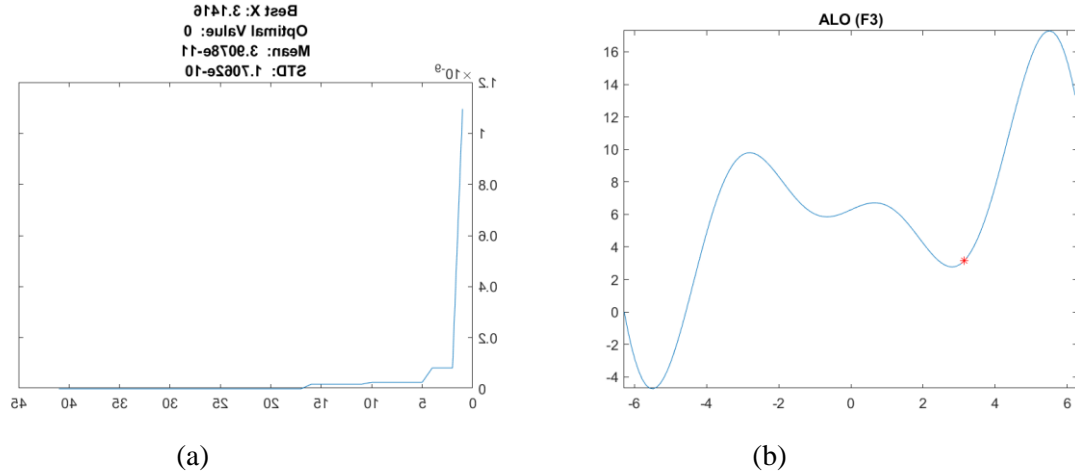 Best X: 3.1416
Optimal Value: 0
Mean: 3.9078e-11
STD: 1.7062e-10
×10⁻⁹
1.2
1
0.8
0.6
0.4
0.2
0
45 40 35 30 25 20 15 10 5 0
(a)
ALO (F3)
16
14
12
10
8
6
4
2
0
-2
-4
-6 -4 -2 0 2 4 6
(b)